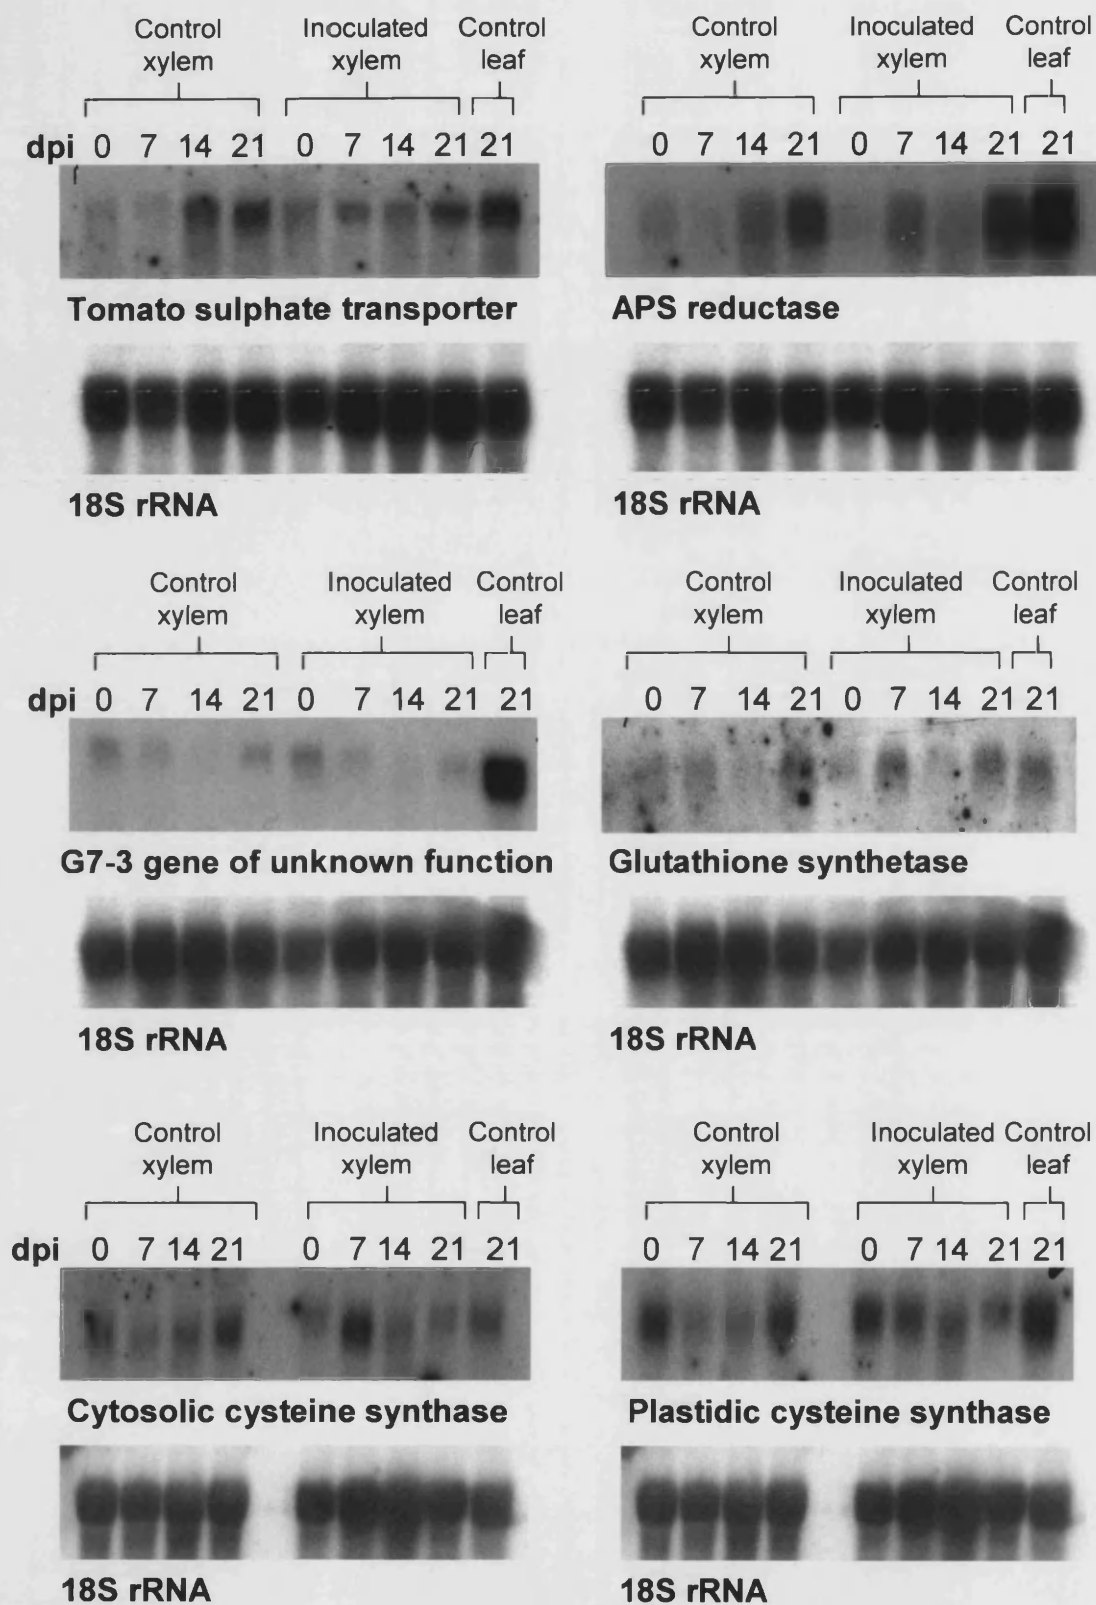 Control Inoculated Control
xylem xylem leaf
dpi 0 7 14 21 0 7 14 21 21
Tomato sulphate transporter
18S rRNA
Control Inoculated Control
xylem xylem leaf
0 7 14 21 0 7 14 21 21
APS reductase
18S rRNA
Control Inoculated Control
xylem xylem leaf
dpi 0 7 14 21 0 7 14 21 21
G7-3 gene of unknown function
18S rRNA
Control Inoculated Control
xylem xylem leaf
0 7 14 21 0 7 14 21 21
Glutathione synthetase
18S rRNA
Control Inoculated Control
xylem xylem leaf
dpi 0 7 14 21 0 7 14 21 21
Cytosolic cysteine synthase
18S rRNA
Control Inoculated Control
xylem xylem leaf
0 7 14 21 0 7 14 21 21
Plastidic cysteine synthase
18S rRNA